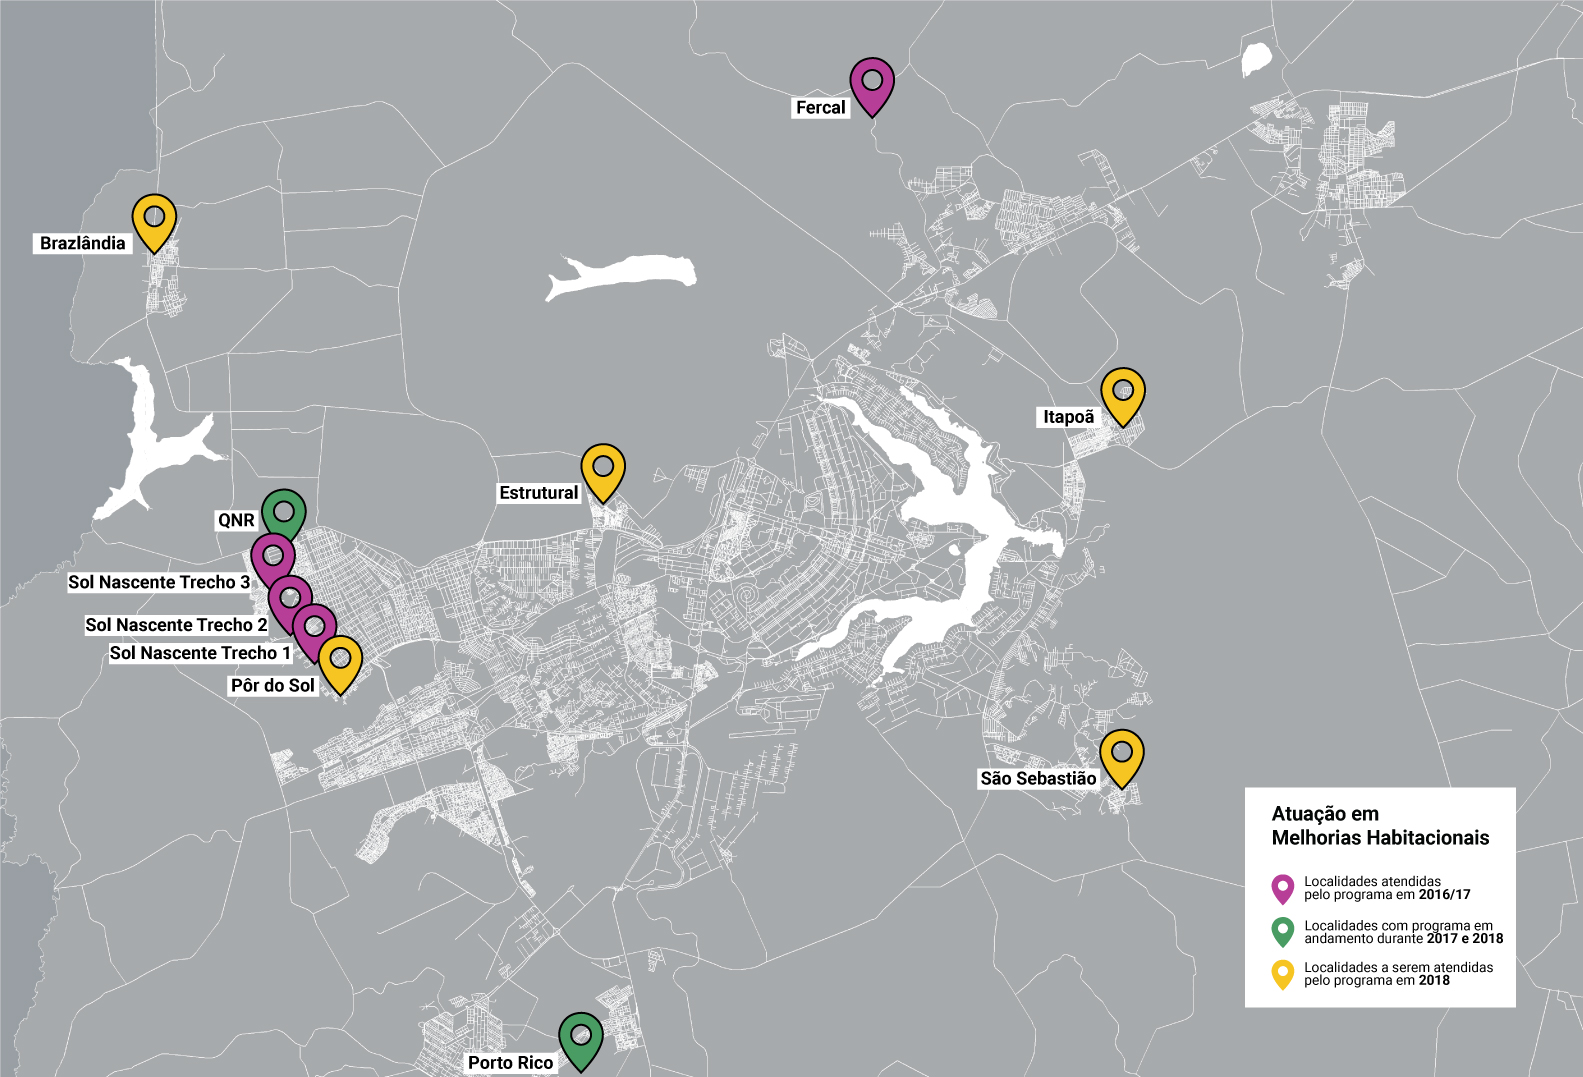 Fercal
Brazlândia
Itapoã
Estrutural
QNR
Sol Nascente Trecho 3
Sol Nascente Trecho 2
Sol Nascente Trecho 1
Pôr do Sol
São Sebastião
Porto Rico
Atuação em
Melhorias Habitacionais
Localidades atendidas
pelo programa em 2016/17
Localidades com programa em
andamento durante 2017 e 2018
Localidades a serem atendidas
pelo programa em 2018